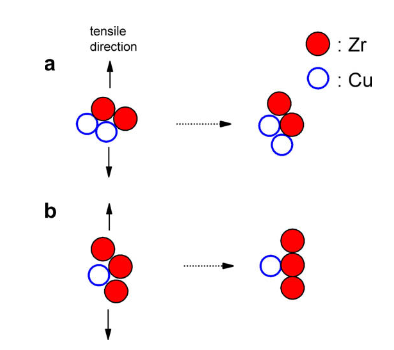 tensile
direction
a
: Zr
: Cu
b